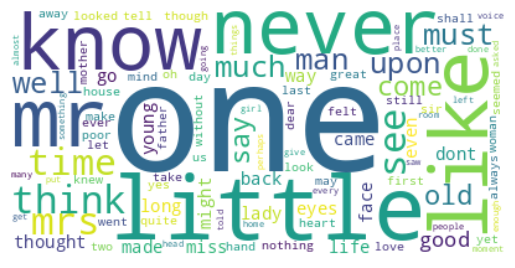 away looked tell though
almost
know
never
shall
voice
mother
going
oh
day
things
place
better
done
asked
much
man
must
well
go
mind
way
last
great
upon
house
without
say
come
still
sir
seemed
mr
one
see
even
like
make
ever
poor
let
something
young
father
us
girl
dear
felt
came
look
dont
left
room
time
many
put
knew
take
may
every
saw
first
always
woman
think
get
yes
perhaps
give
back
face
old
enough
mrs
went
quite
long
might
told
home
lady
eyes
heart
people
yet
thought
two
made
head
miss
hand
nothing
life
love
good
moment
little